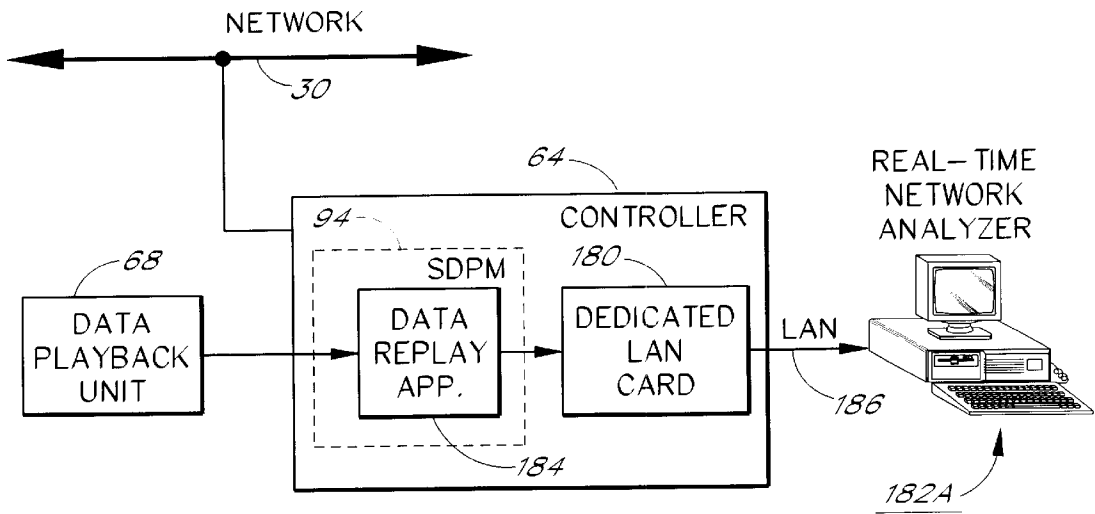 NETWORK
30
64
REAL-TIME
NETWORK
ANALYZER
94
CONTROLLER
68
SDPM
180
DATA
PLAYBACK
UNIT
DATA
REPLAY
APP.
DEDICATED
LAN
CARD
LAN
186
184
182A